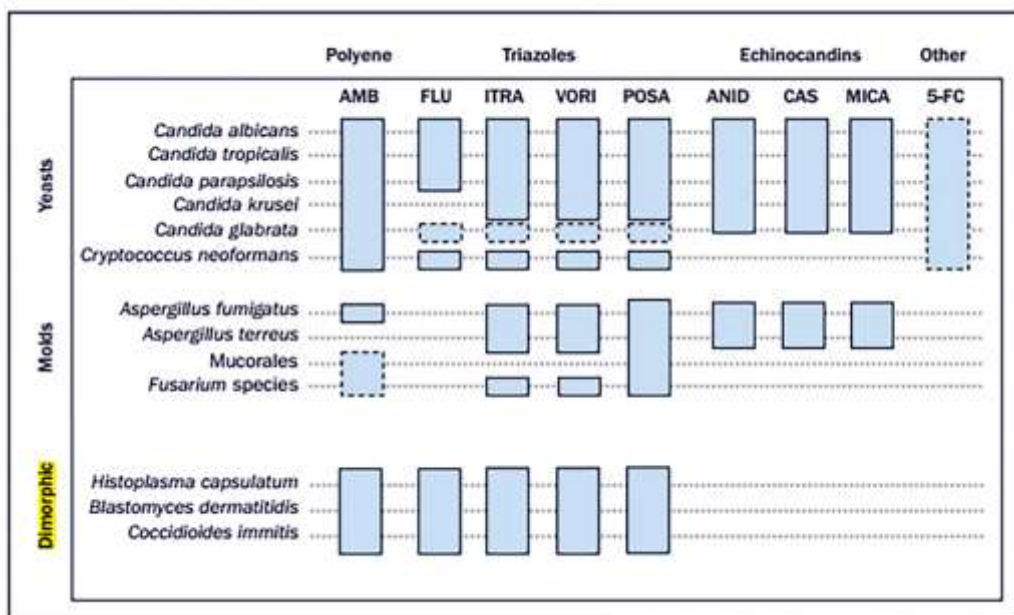 Polyene Triazoles Echinocandins Other
AMB FLU ITRA VORI POSA ANID CAS MICA 5-FC
Yeasts
Candida albicans
Candida tropicalis
Candida parapsilosis
Candida krusei
Candida glabrata
Cryptococcus neoformans
Molds
Aspergillus fumigatus
Aspergillus terreus
Mucorales
Fusarium species
Dimorphic
Histoplasma capsulatum
Blastomyces dermatitidis
Coccidioides immitis